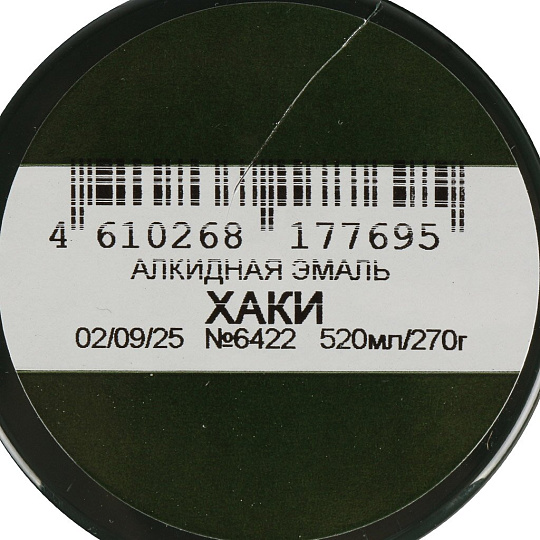 4 610268 177695
АЛКИДНАЯ ЭМАЛЬ
ХАКИ
02/09/25 №6422 520мл/270г